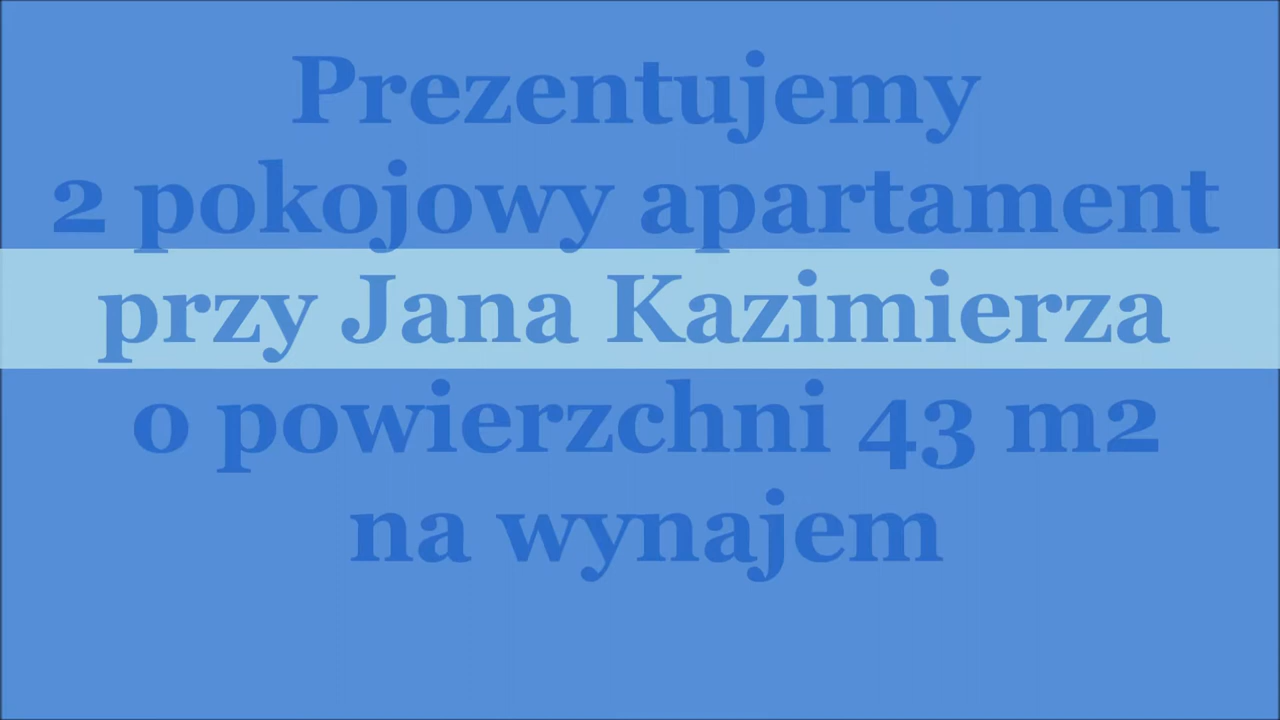 Prezentujemy
2 pokojowy apartament
przy Jana Kazimierza
o powierzchni 43 m2
na wynajem